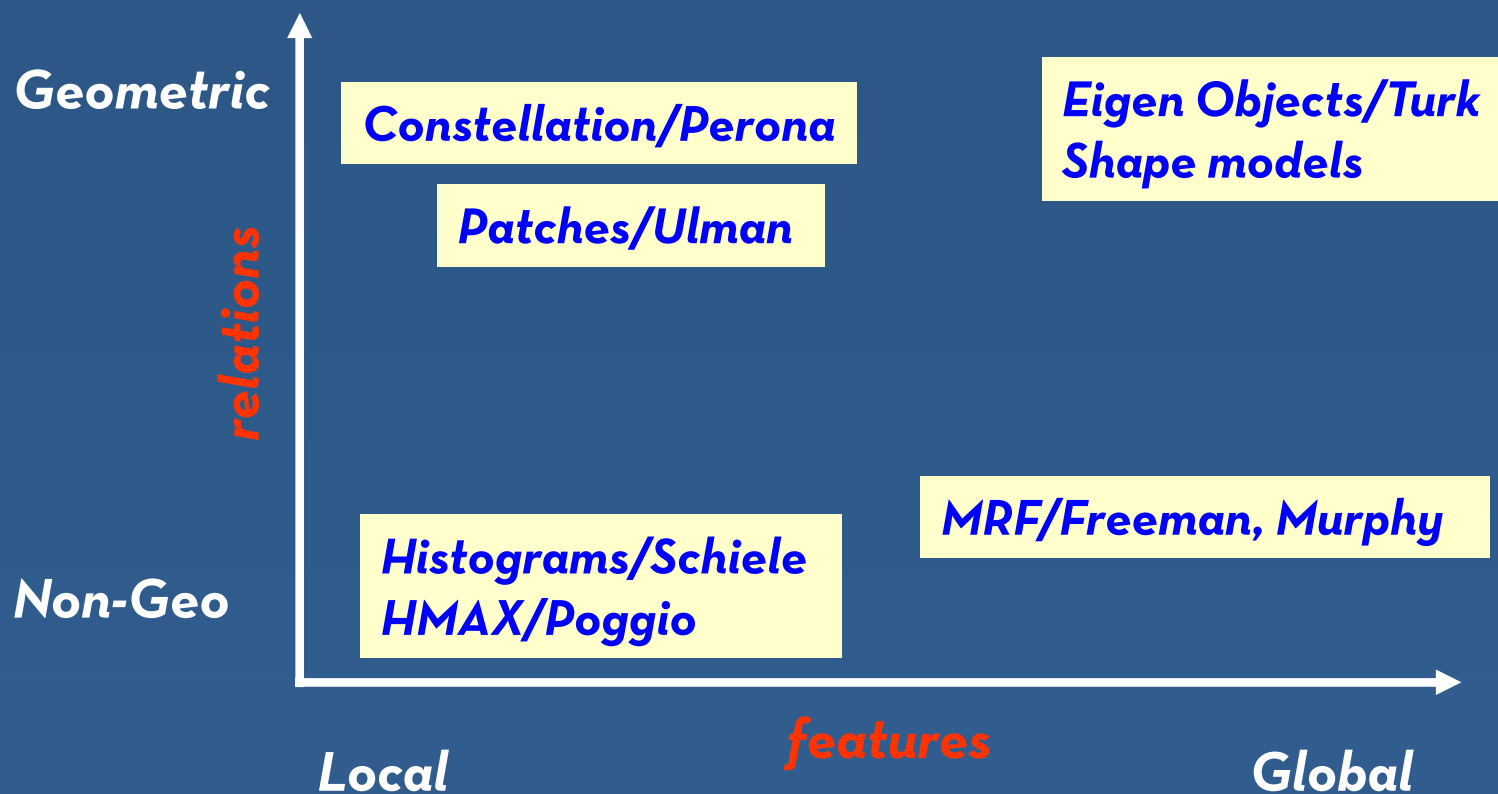 Geometric
Constellation/Perona
Eigen Objects/Turk
Shape models
Patches/Ulman
relations
MRF/Freeman, Murphy
Histograms/Schiele
HMAX/Poggio
Non-Geo
features
Local
Global